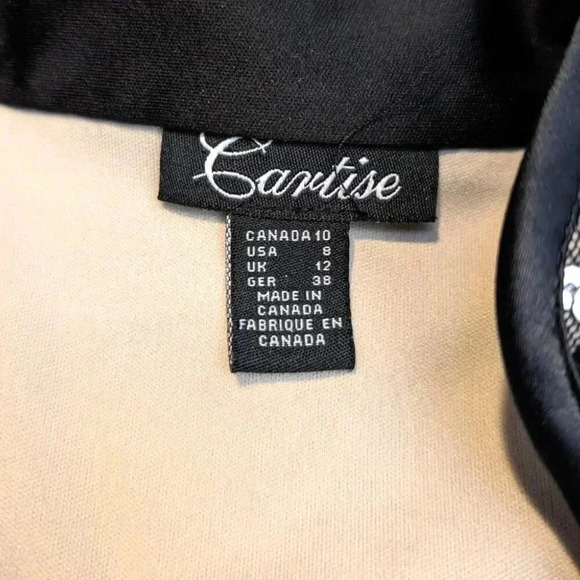 Cartise
CANADA 10
USA 8
UK 12
GER 38
MADE IN
CANADA
FABRIQUE EN
CANADA